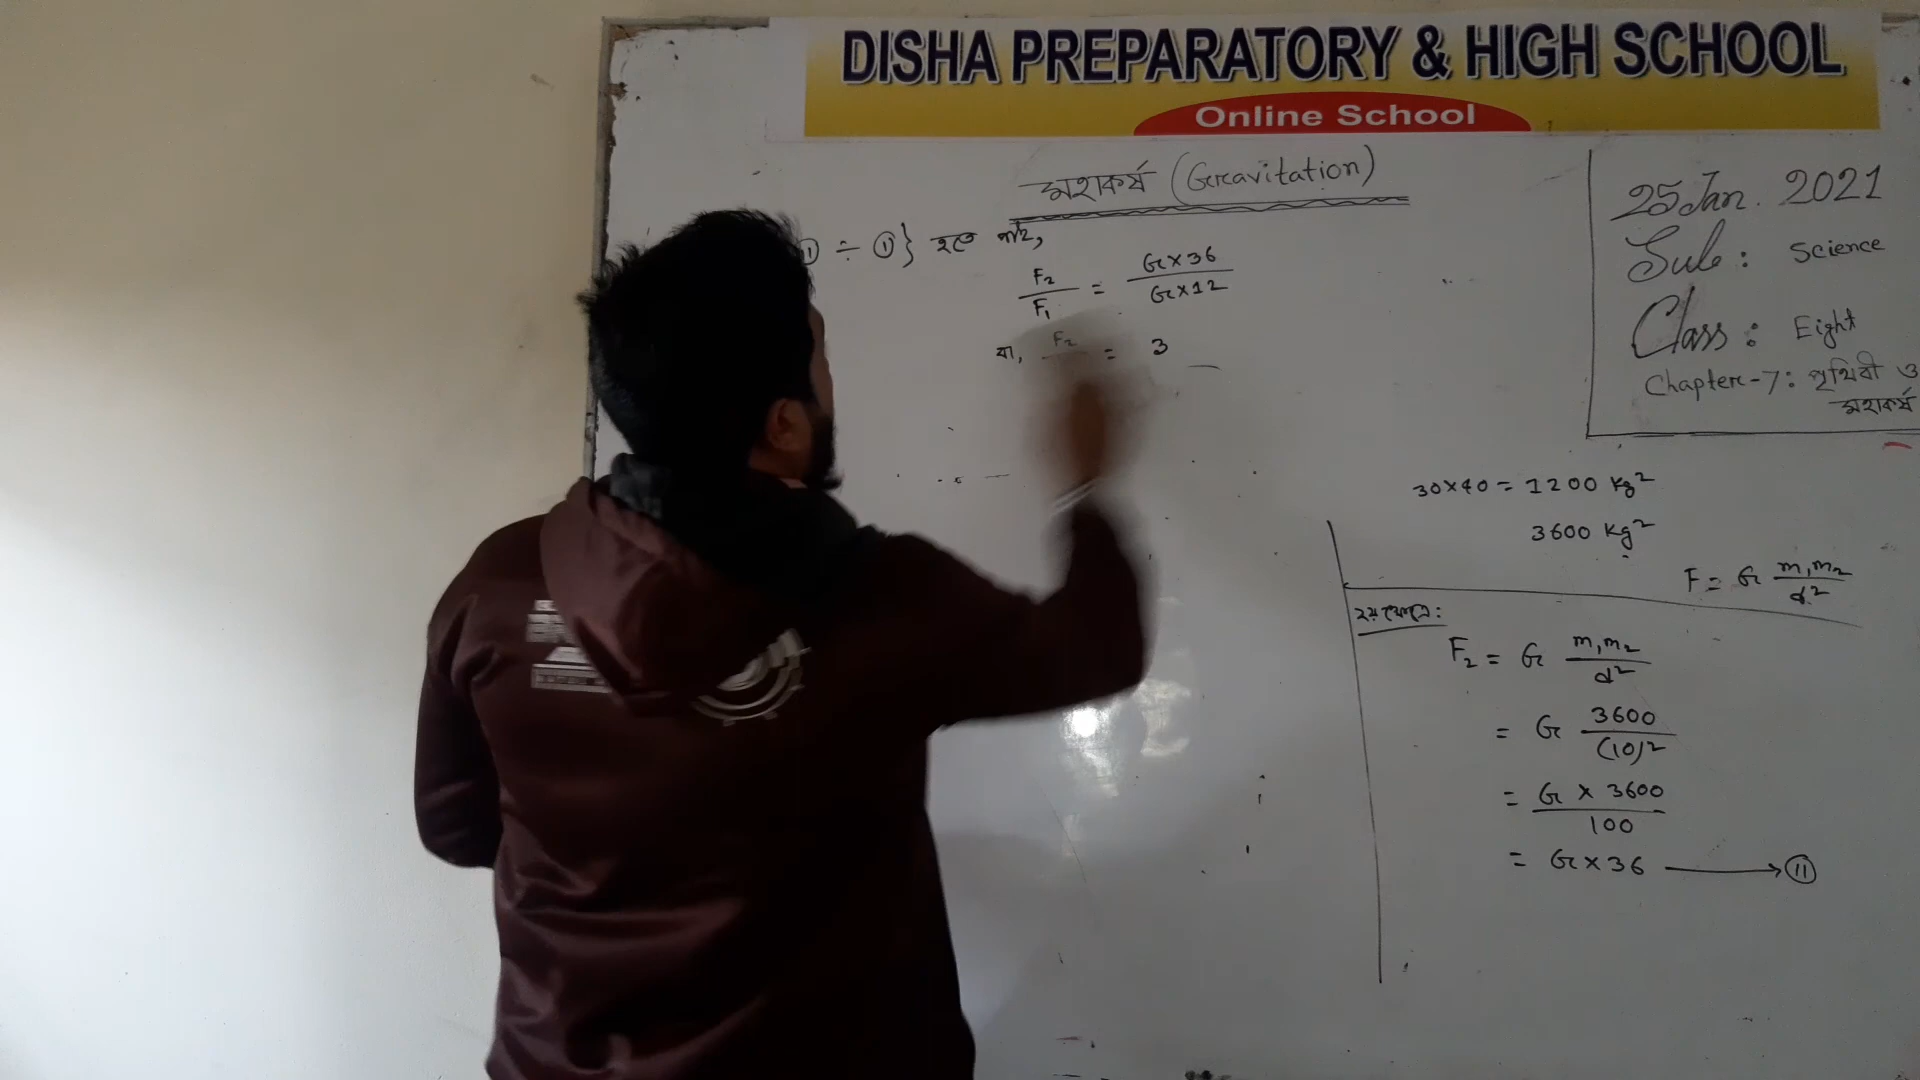 DISHA PREPARATORY & HIGH SCHOOL
Online School
মহাকর্ষ (Gravitation)
25 Jan. 2021
Sub: Science
Class: Eight
Chapter-7: পৃথিবী ও
মহাকর্ষ
÷ ①} হতে পাই,
F₂/F₁ = G×36/G×12
বা, F₂ = 3
30×40 = 1200 Kg²
3600 Kg²
F = G m₁m₂/d²
২য় ক্ষেত্রে:
F₂ = G m₁m₂/d²
= G 3600/(10)²
= G × 3600/100
= G×36 → ⑪